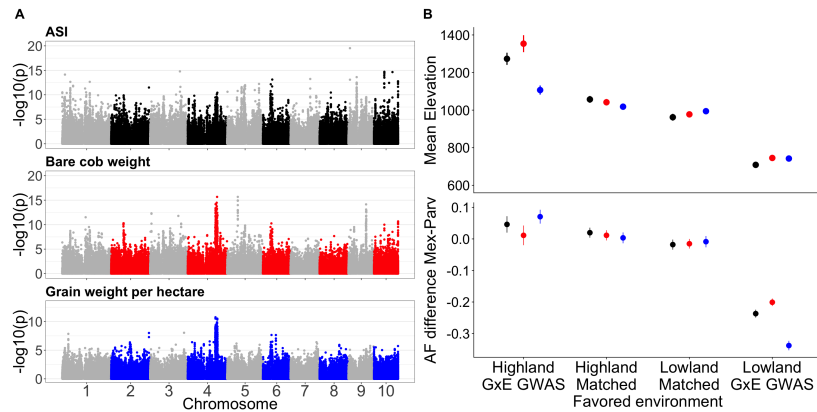 A
ASI
20
15
10
5
0
-log10(p)
Bare cob weight
20
15
10
5
0
-log10(p)
Grain weight per hectare
10
5
0
-log10(p)
1 2 3 4 5 6 7 8 9 10
Chromosome
B
1400
1200
1000
800
600
Mean Elevation
0.1
0.0
-0.1
-0.2
-0.3
AF difference Mex-Parv
Highland GxE GWAS
Highland Matched
Lowland Matched
Lowland GxE GWAS
Favored environment